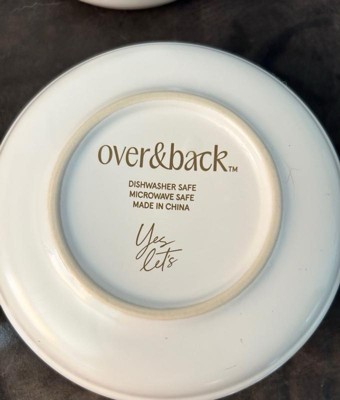 over&back™
DISHWASHER SAFE
MICROWAVE SAFE
MADE IN CHINA
Yes
let's